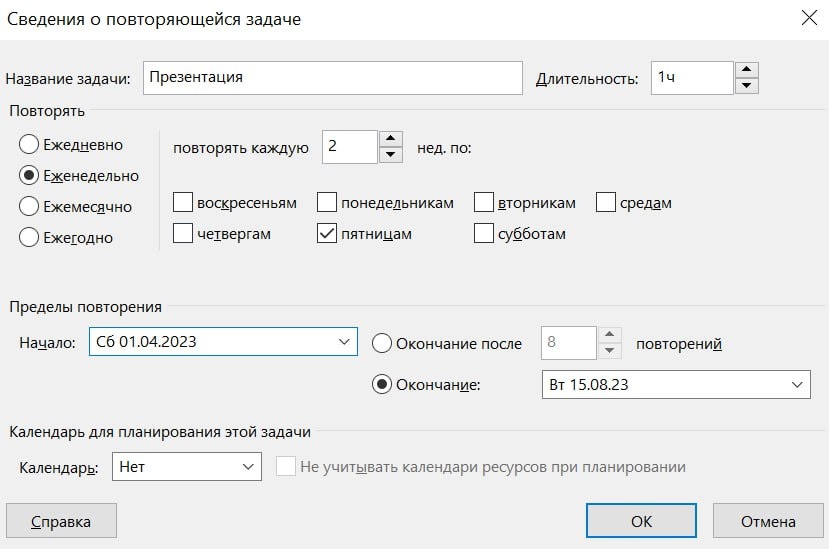 Сведения о повторяющейся задаче
Название задачи: Презентация Длительность: 1ч
Повторять
Ежедневно повторять каждую 2 нед. по:
Еженедельно
воскресеньям понедельникам вторникам средам
Ежемесячно
Ежегодно четвергам пятницам субботам
Пределы повторения
Начало: Сб 01.04.2023 Окончание после 8 повторений
Окончание: Вт 15.08.23
Календарь для планирования этой задачи
Календарь: Нет Не учитывать календари ресурсов при планировании
Справка ОК Отмена